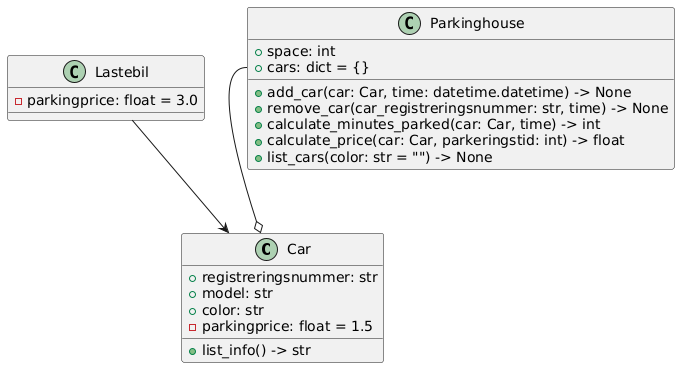 C Parkinghouse
space: int
cars: dict = {}
add_car(car: Car, time: datetime.datetime) -> None
remove_car(car_registreringsnummer: str, time) -> None
calculate_minutes_parked(car: Car, time) -> int
calculate_price(car: Car, parkeringstid: int) -> float
list_cars(color: str = "") -> None
C Lastebil
parkingprice: float = 3.0
C Car
registreringsnummer: str
model: str
color: str
parkingprice: float = 1.5
list_info() -> str